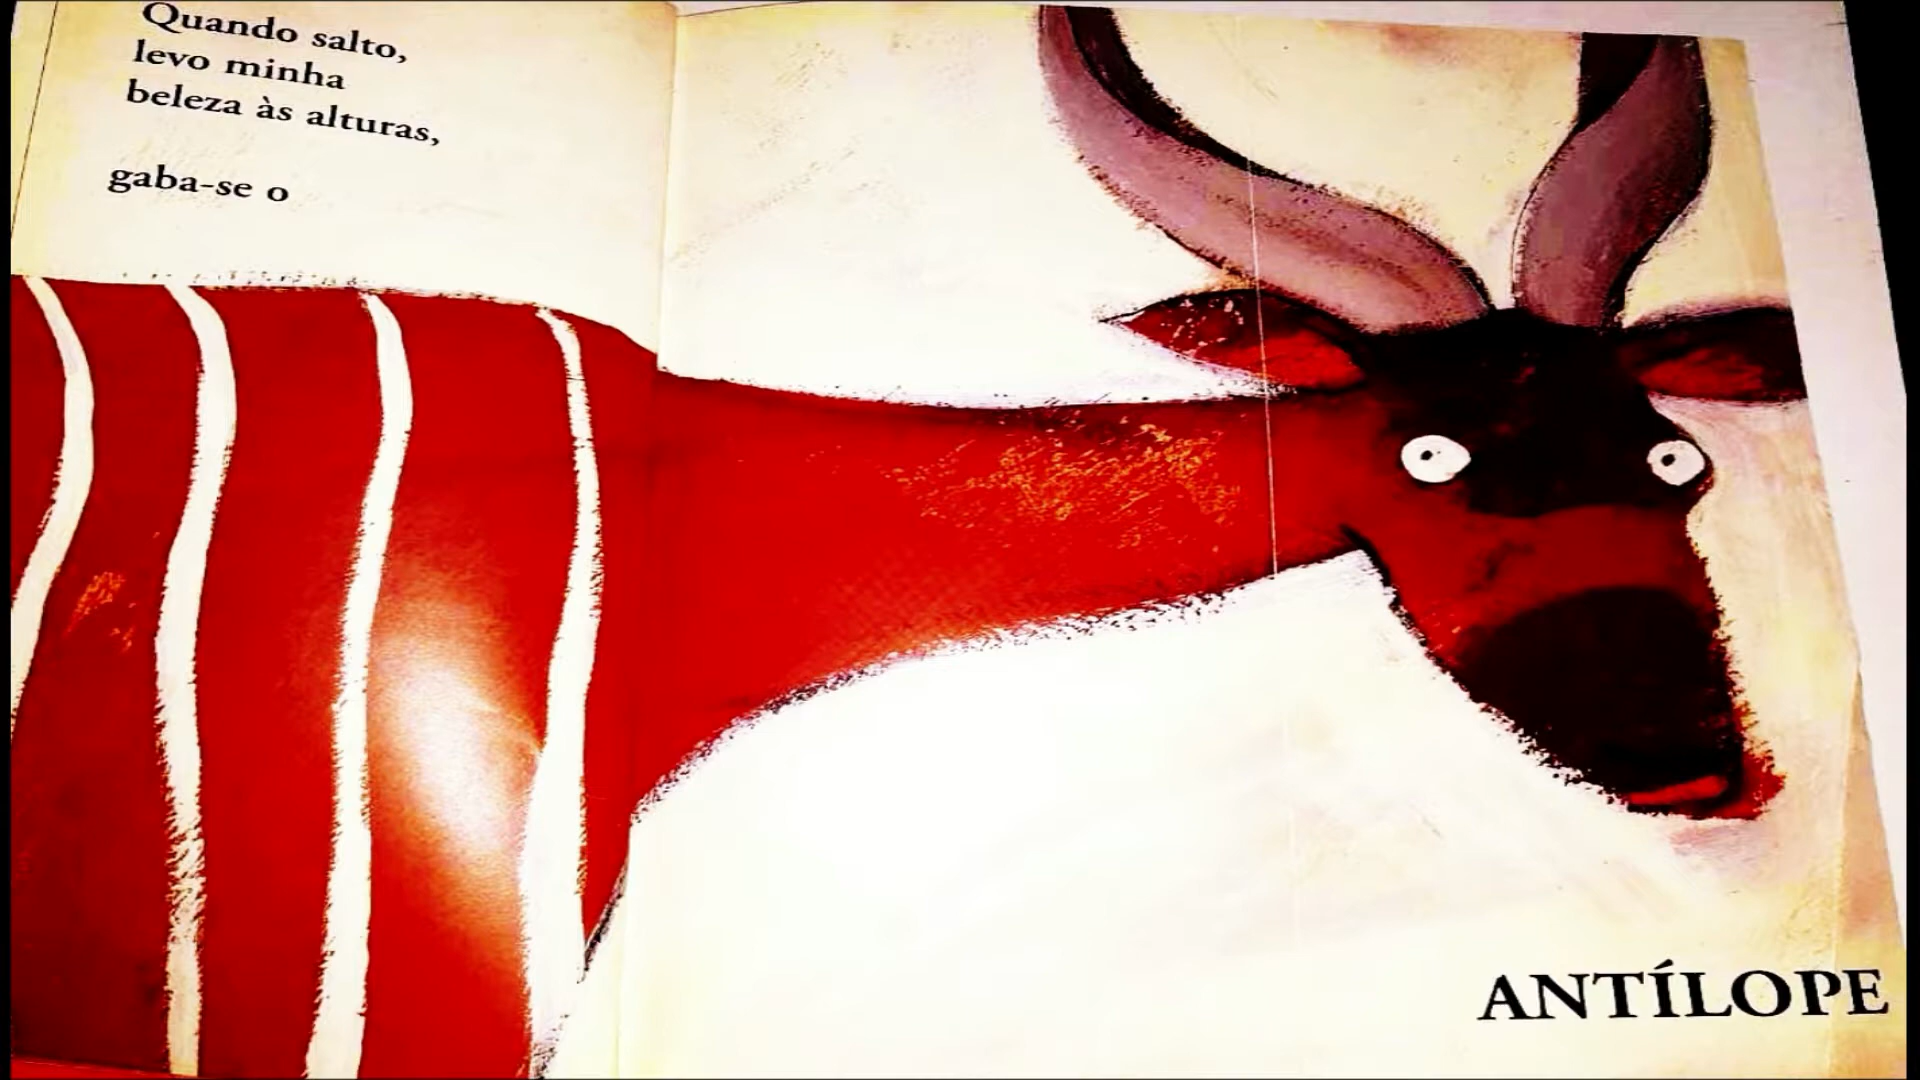 Quando salto,
levo minha
beleza às alturas,
gaba-se o
ANTÍLOPE